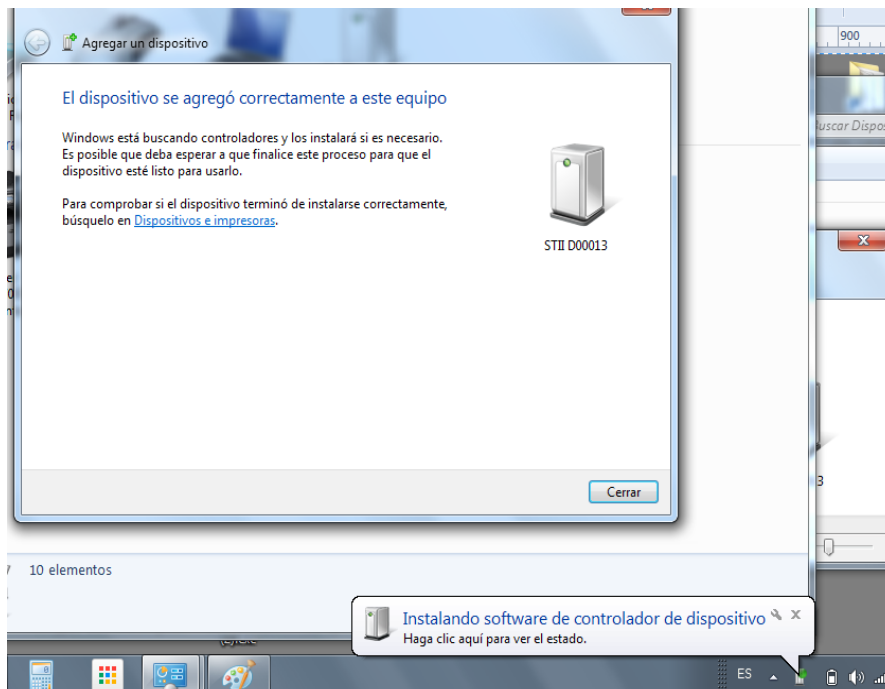 900
Agregar un dispositivo
El dispositivo se agregó correctamente a este equipo
Windows está buscando controladores y los instalará si es necesario.
Es posible que deba esperar a que finalice este proceso para que el
dispositivo esté listo para usarlo.
Para comprobar si el dispositivo terminó de instalarse correctamente,
búsquelo en Dispositivos e impresoras.
STII D00013
Cerrar
3
10 elementos
Instalando software de controlador de dispositivo
Haga clic aquí para ver el estado.
ES